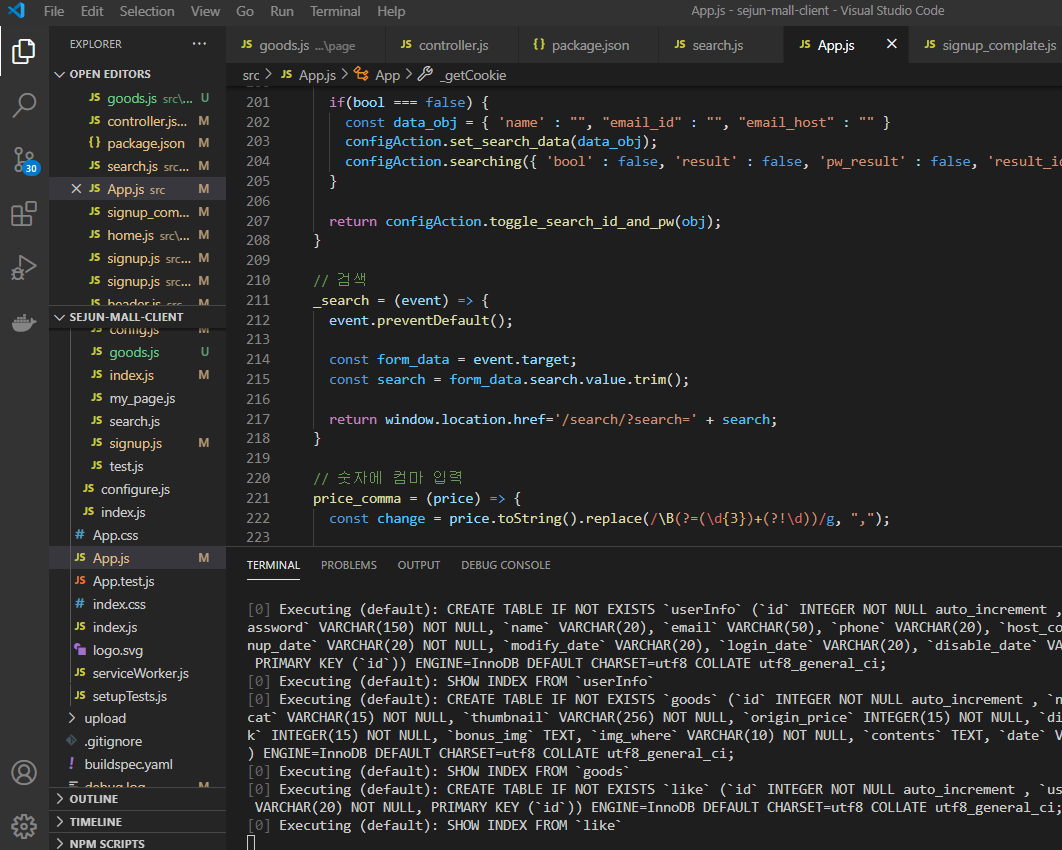 File Edit Selection View Go Run Terminal Help App.js - sejun-mall-client - Visual Studio Code
EXPLORER ···
goods.js ...\page controller.js package.json search.js App.js signup_complate.js
src > App.js > App > _getCookie
OPEN EDITORS
JS goods.js src\... U
JS controller.js... M
{} package.json M
JS search.js src... M
JS App.js src M
JS signup_com... M
JS home.js src\... M
JS signup.js src... M
JS signup.js src... M
JS header.js src... M
30
SEJUN-MALL-CLIENT
JS config.js M
JS goods.js U
JS index.js M
JS my_page.js
JS search.js
JS signup.js M
JS test.js
JS configure.js
JS index.js
# App.css
JS App.js M
JS App.test.js
# index.css
JS index.js
logo.svg
JS serviceWorker.js
JS setupTests.js
> upload
.gitignore
! buildspec.yaml
debug.log M
> OUTLINE
> TIMELINE
> NPM SCRIPTS
201 if(bool === false) {
202 const data_obj = { 'name' : "", "email_id" : "", "email_host" : "" }
203 configAction.set_search_data(data_obj);
204 configAction.searching({ 'bool' : false, 'result' : false, 'pw_result' : false, 'result_id
205 }
206
207 return configAction.toggle_search_id_and_pw(obj);
208 }
209
210 // 검색
211 _search = (event) => {
212 event.preventDefault();
213
214 const form_data = event.target;
215 const search = form_data.search.value.trim();
216
217 return window.location.href='/search/?search=' + search;
218 }
219
220 // 숫자에 컴마 입력
221 price_comma = (price) => {
222 const change = price.toString().replace(/\B(?=(\d{3})+(?!\d))/g, ",");
223
TERMINAL PROBLEMS OUTPUT DEBUG CONSOLE
[0] Executing (default): CREATE TABLE IF NOT EXISTS `userInfo` (`id` INTEGER NOT NULL auto_increment ,
assword` VARCHAR(150) NOT NULL, `name` VARCHAR(20), `email` VARCHAR(50), `phone` VARCHAR(20), `host_co
nup_date` VARCHAR(20) NOT NULL, `modify_date` VARCHAR(20), `login_date` VARCHAR(20), `disable_date` VA
PRIMARY KEY (`id`)) ENGINE=InnoDB DEFAULT CHARSET=utf8 COLLATE utf8_general_ci;
[0] Executing (default): SHOW INDEX FROM `userInfo`
[0] Executing (default): CREATE TABLE IF NOT EXISTS `goods` (`id` INTEGER NOT NULL auto_increment , `n
cat` VARCHAR(15) NOT NULL, `thumbnail` VARCHAR(256) NOT NULL, `origin_price` INTEGER(15) NOT NULL, `di
k` INTEGER(15) NOT NULL, `bonus_img` TEXT, `img_where` VARCHAR(10) NOT NULL, `contents` TEXT, `date` V
) ENGINE=InnoDB DEFAULT CHARSET=utf8 COLLATE utf8_general_ci;
[0] Executing (default): SHOW INDEX FROM `goods`
[0] Executing (default): CREATE TABLE IF NOT EXISTS `like` (`id` INTEGER NOT NULL auto_increment , `us
VARCHAR(20) NOT NULL, PRIMARY KEY (`id`)) ENGINE=InnoDB DEFAULT CHARSET=utf8 COLLATE utf8_general_ci;
[0] Executing (default): SHOW INDEX FROM `like`